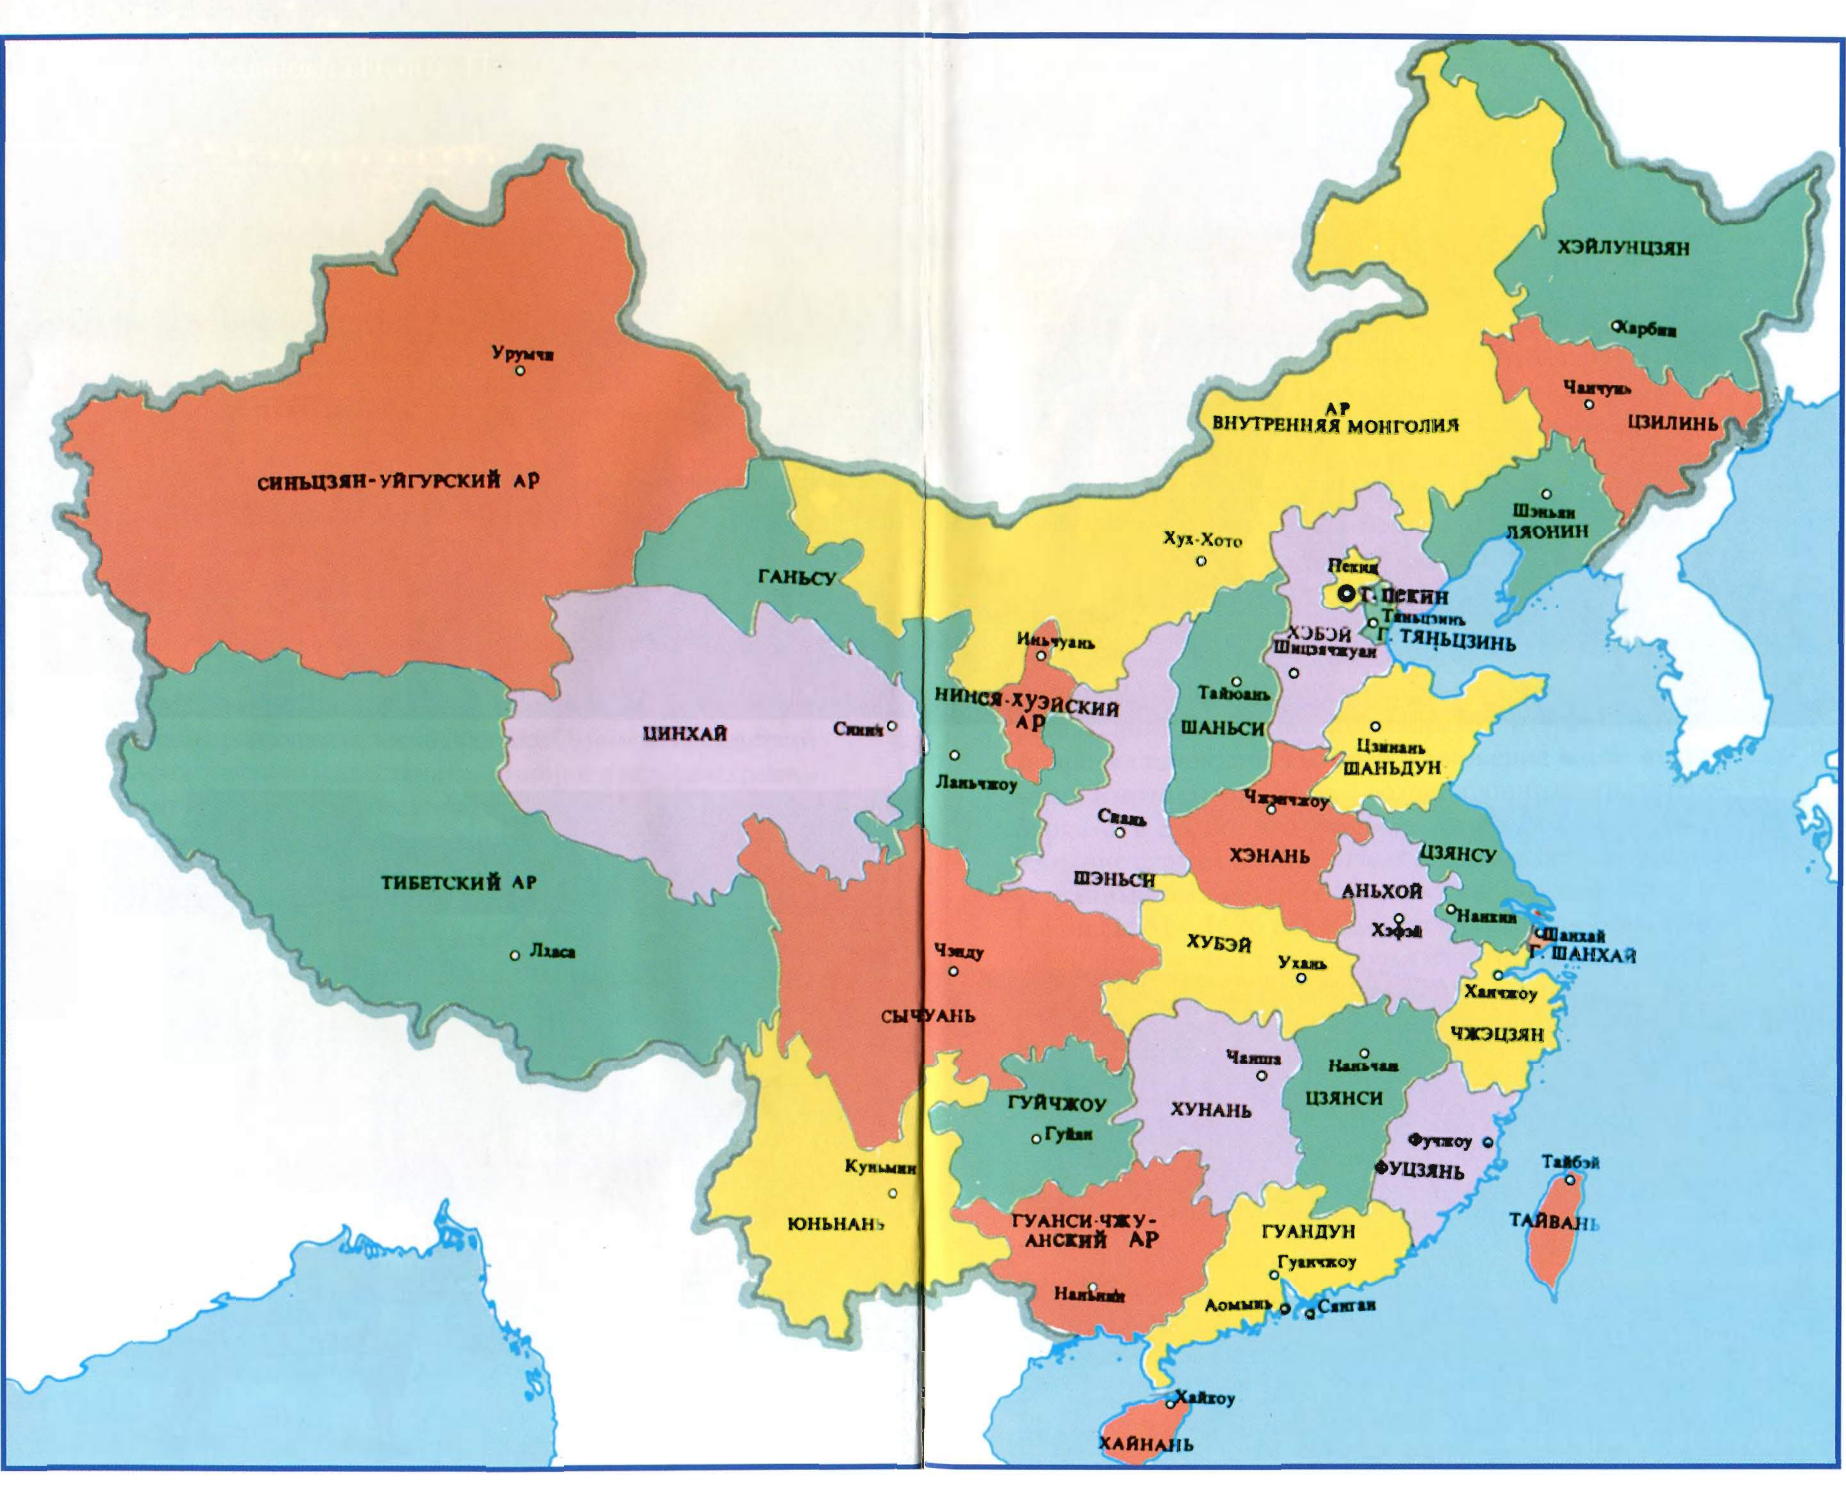 ХЭЙЛУНЦЗЯН
Харбин
Урумчи
Чанчунь
ЦЗИЛИНЬ
АР
ВНУТРЕННЯЯ МОНГОЛИЯ
СИНЬЦЗЯН-УЙГУРСКИЙ АР
Шэньян
ЛЯОНИН
Хух-Хото
Пекин
ГАНЬСУ
Г. ПЕКИН
Тяньцзинь
Г. ТЯНЬЦЗИНЬ
ХЭБЭЙ
Шицзячжуан
Иньчуань
НИНСЯ-ХУЭЙСКИЙ
АР
Тайюань
ШАНЬСИ
ЦИНХАЙ
Синин
Цзинань
ШАНЬДУН
Ланьчжоу
Чжэнчжоу
Сиань
ХЭНАНЬ
ЦЗЯНСУ
ШЭНЬСИ
ТИБЕТСКИЙ АР
АНЬХОЙ
Нанкин
Хэфэй
Шанхай
Г. ШАНХАЙ
Лхаса
Чэнду
ХУБЭЙ
Ухань
Ханчжоу
СЫЧУАНЬ
ЧЖЭЦЗЯН
Чанша
Наньчан
ГУЙЧЖОУ
ХУНАНЬ
ЦЗЯНСИ
Гуйян
Фучжоу
ФУЦЗЯНЬ
Тайбэй
Куньмин
ЮНЬНАНЬ
ГУАНСИ-ЧЖУ-
АНСКИЙ АР
ГУАНДУН
ТАЙВАНЬ
Гуанчжоу
Наньнин
Аомынь
Сянган
Хайкоу
ХАЙНАНЬ